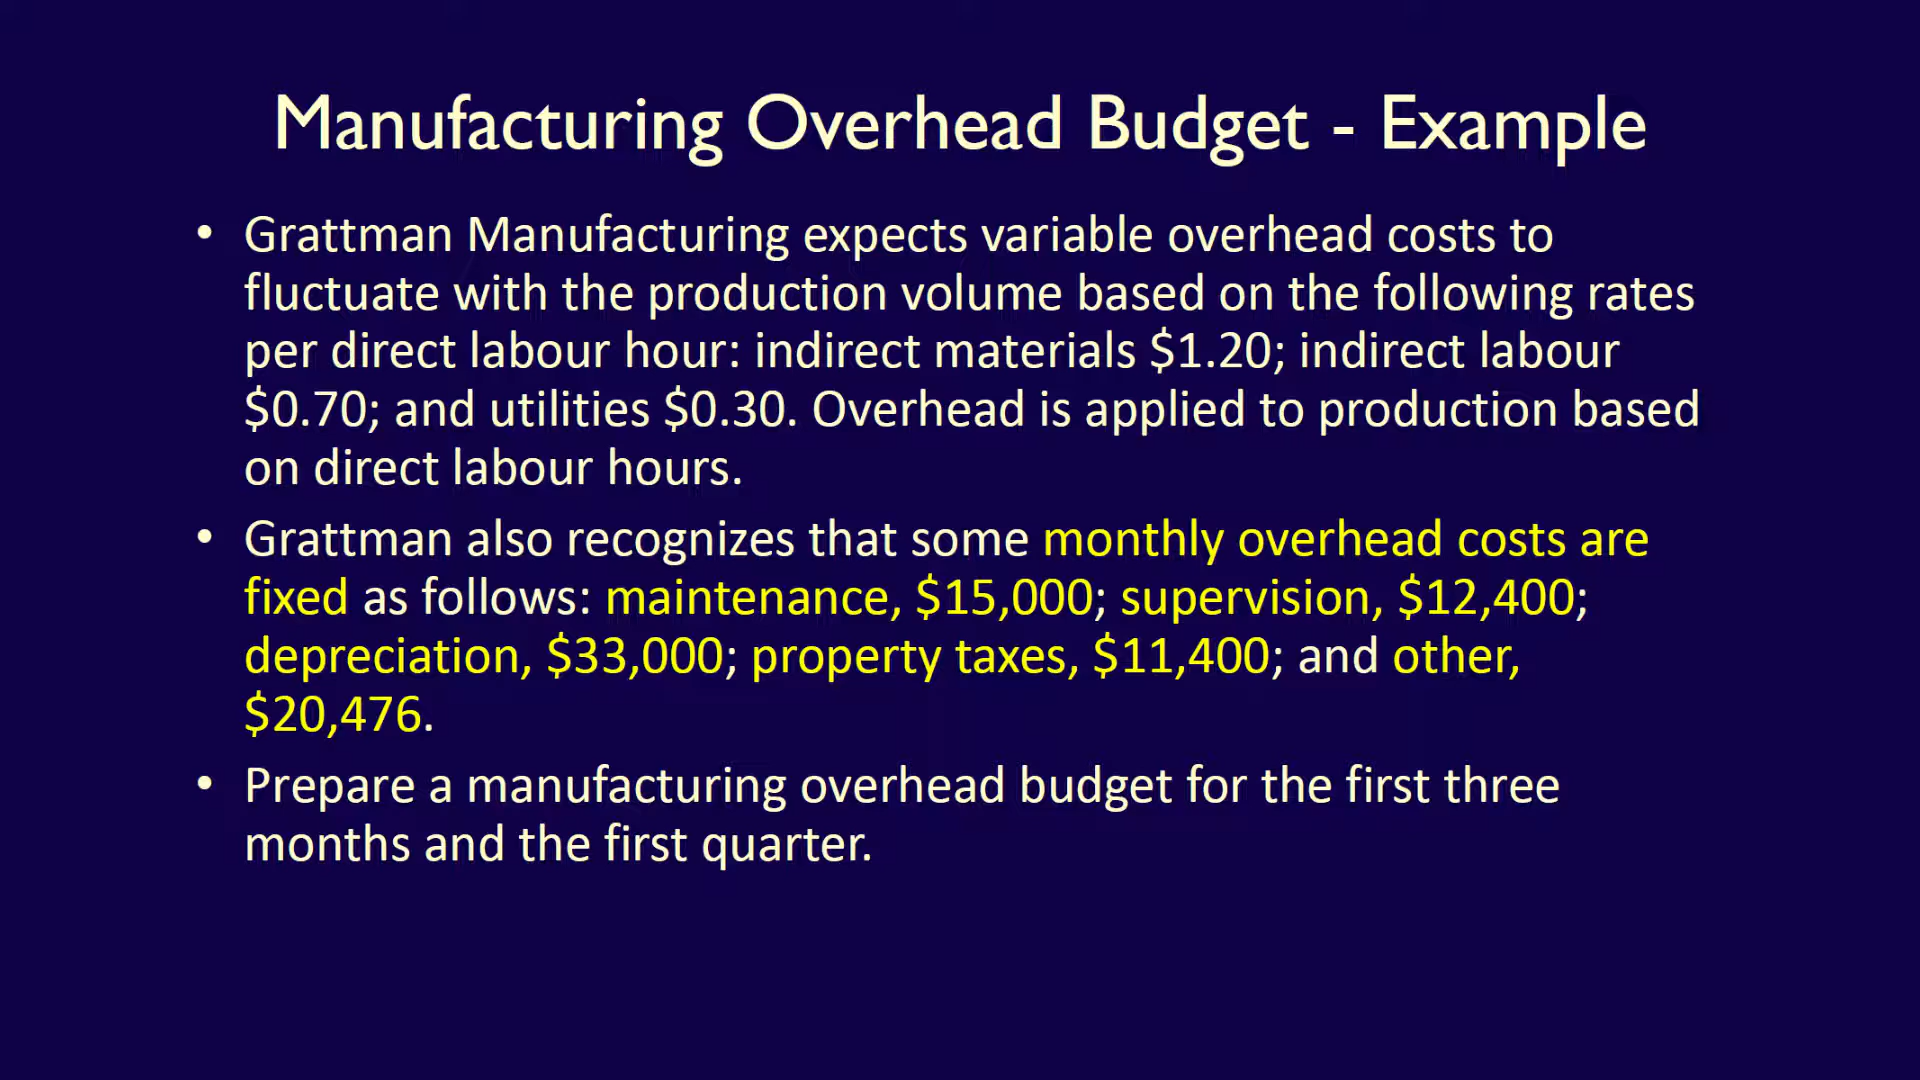 Manufacturing Overhead Budget - Example
• Grattman Manufacturing expects variable overhead costs to
fluctuate with the production volume based on the following rates
per direct labour hour: indirect materials $1.20; indirect labour
$0.70; and utilities $0.30. Overhead is applied to production based
on direct labour hours.
• Grattman also recognizes that some monthly overhead costs are
fixed as follows: maintenance, $15,000; supervision, $12,400;
depreciation, $33,000; property taxes, $11,400; and other,
$20,476.
• Prepare a manufacturing overhead budget for the first three
months and the first quarter.